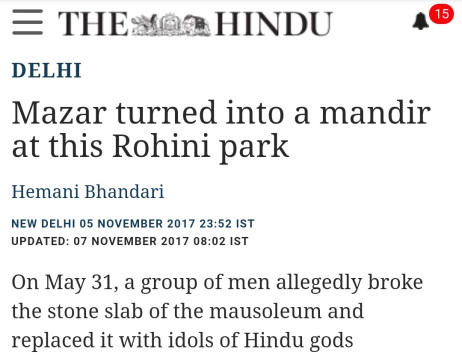 THE HINDU
15
DELHI
Mazar turned into a mandir
at this Rohini park
Hemani Bhandari
NEW DELHI 05 NOVEMBER 2017 23:52 IST
UPDATED: 07 NOVEMBER 2017 08:02 IST
On May 31, a group of men allegedly broke
the stone slab of the mausoleum and
replaced it with idols of Hindu gods